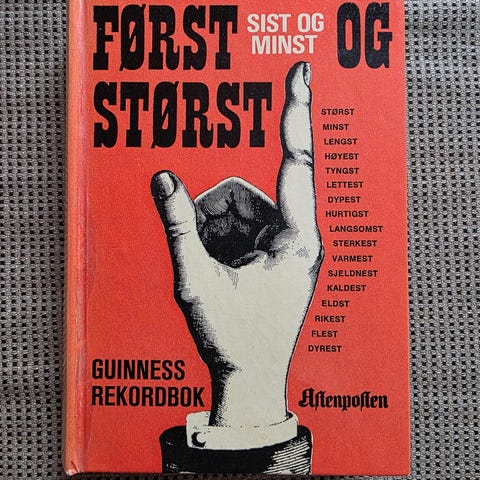 FØRST
SIST OG
MINST
OG
STØRST
STØRST
MINST
LENGST
HØYEST
TYNGST
LETTEST
DYPEST
HURTIGST
LANGSOMST
STERKEST
VARMEST
SJELDNEST
KALDEST
ELDST
RIKEST
FLEST
DYREST
GUINNESS
REKORDBOK
Aftenposten